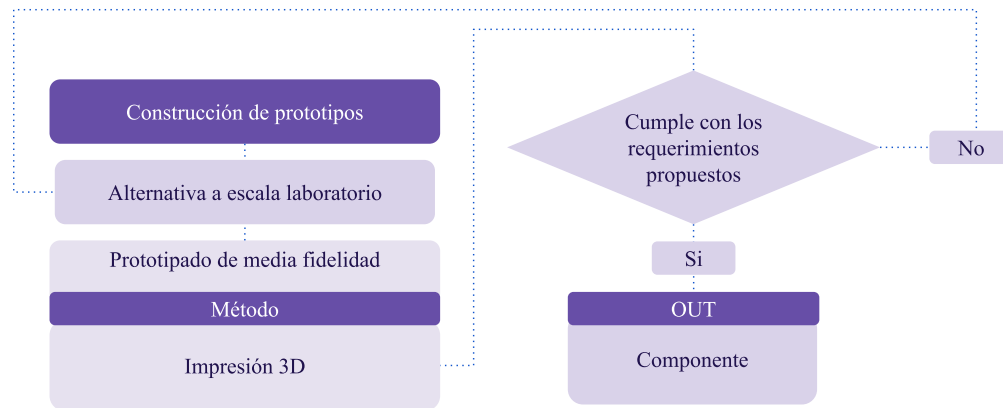 Construcción de prototipos
Alternativa a escala laboratorio
Prototipado de media fidelidad
Método
Impresión 3D
Cumple con los
requerimientos
propuestos
No
Si
OUT
Componente